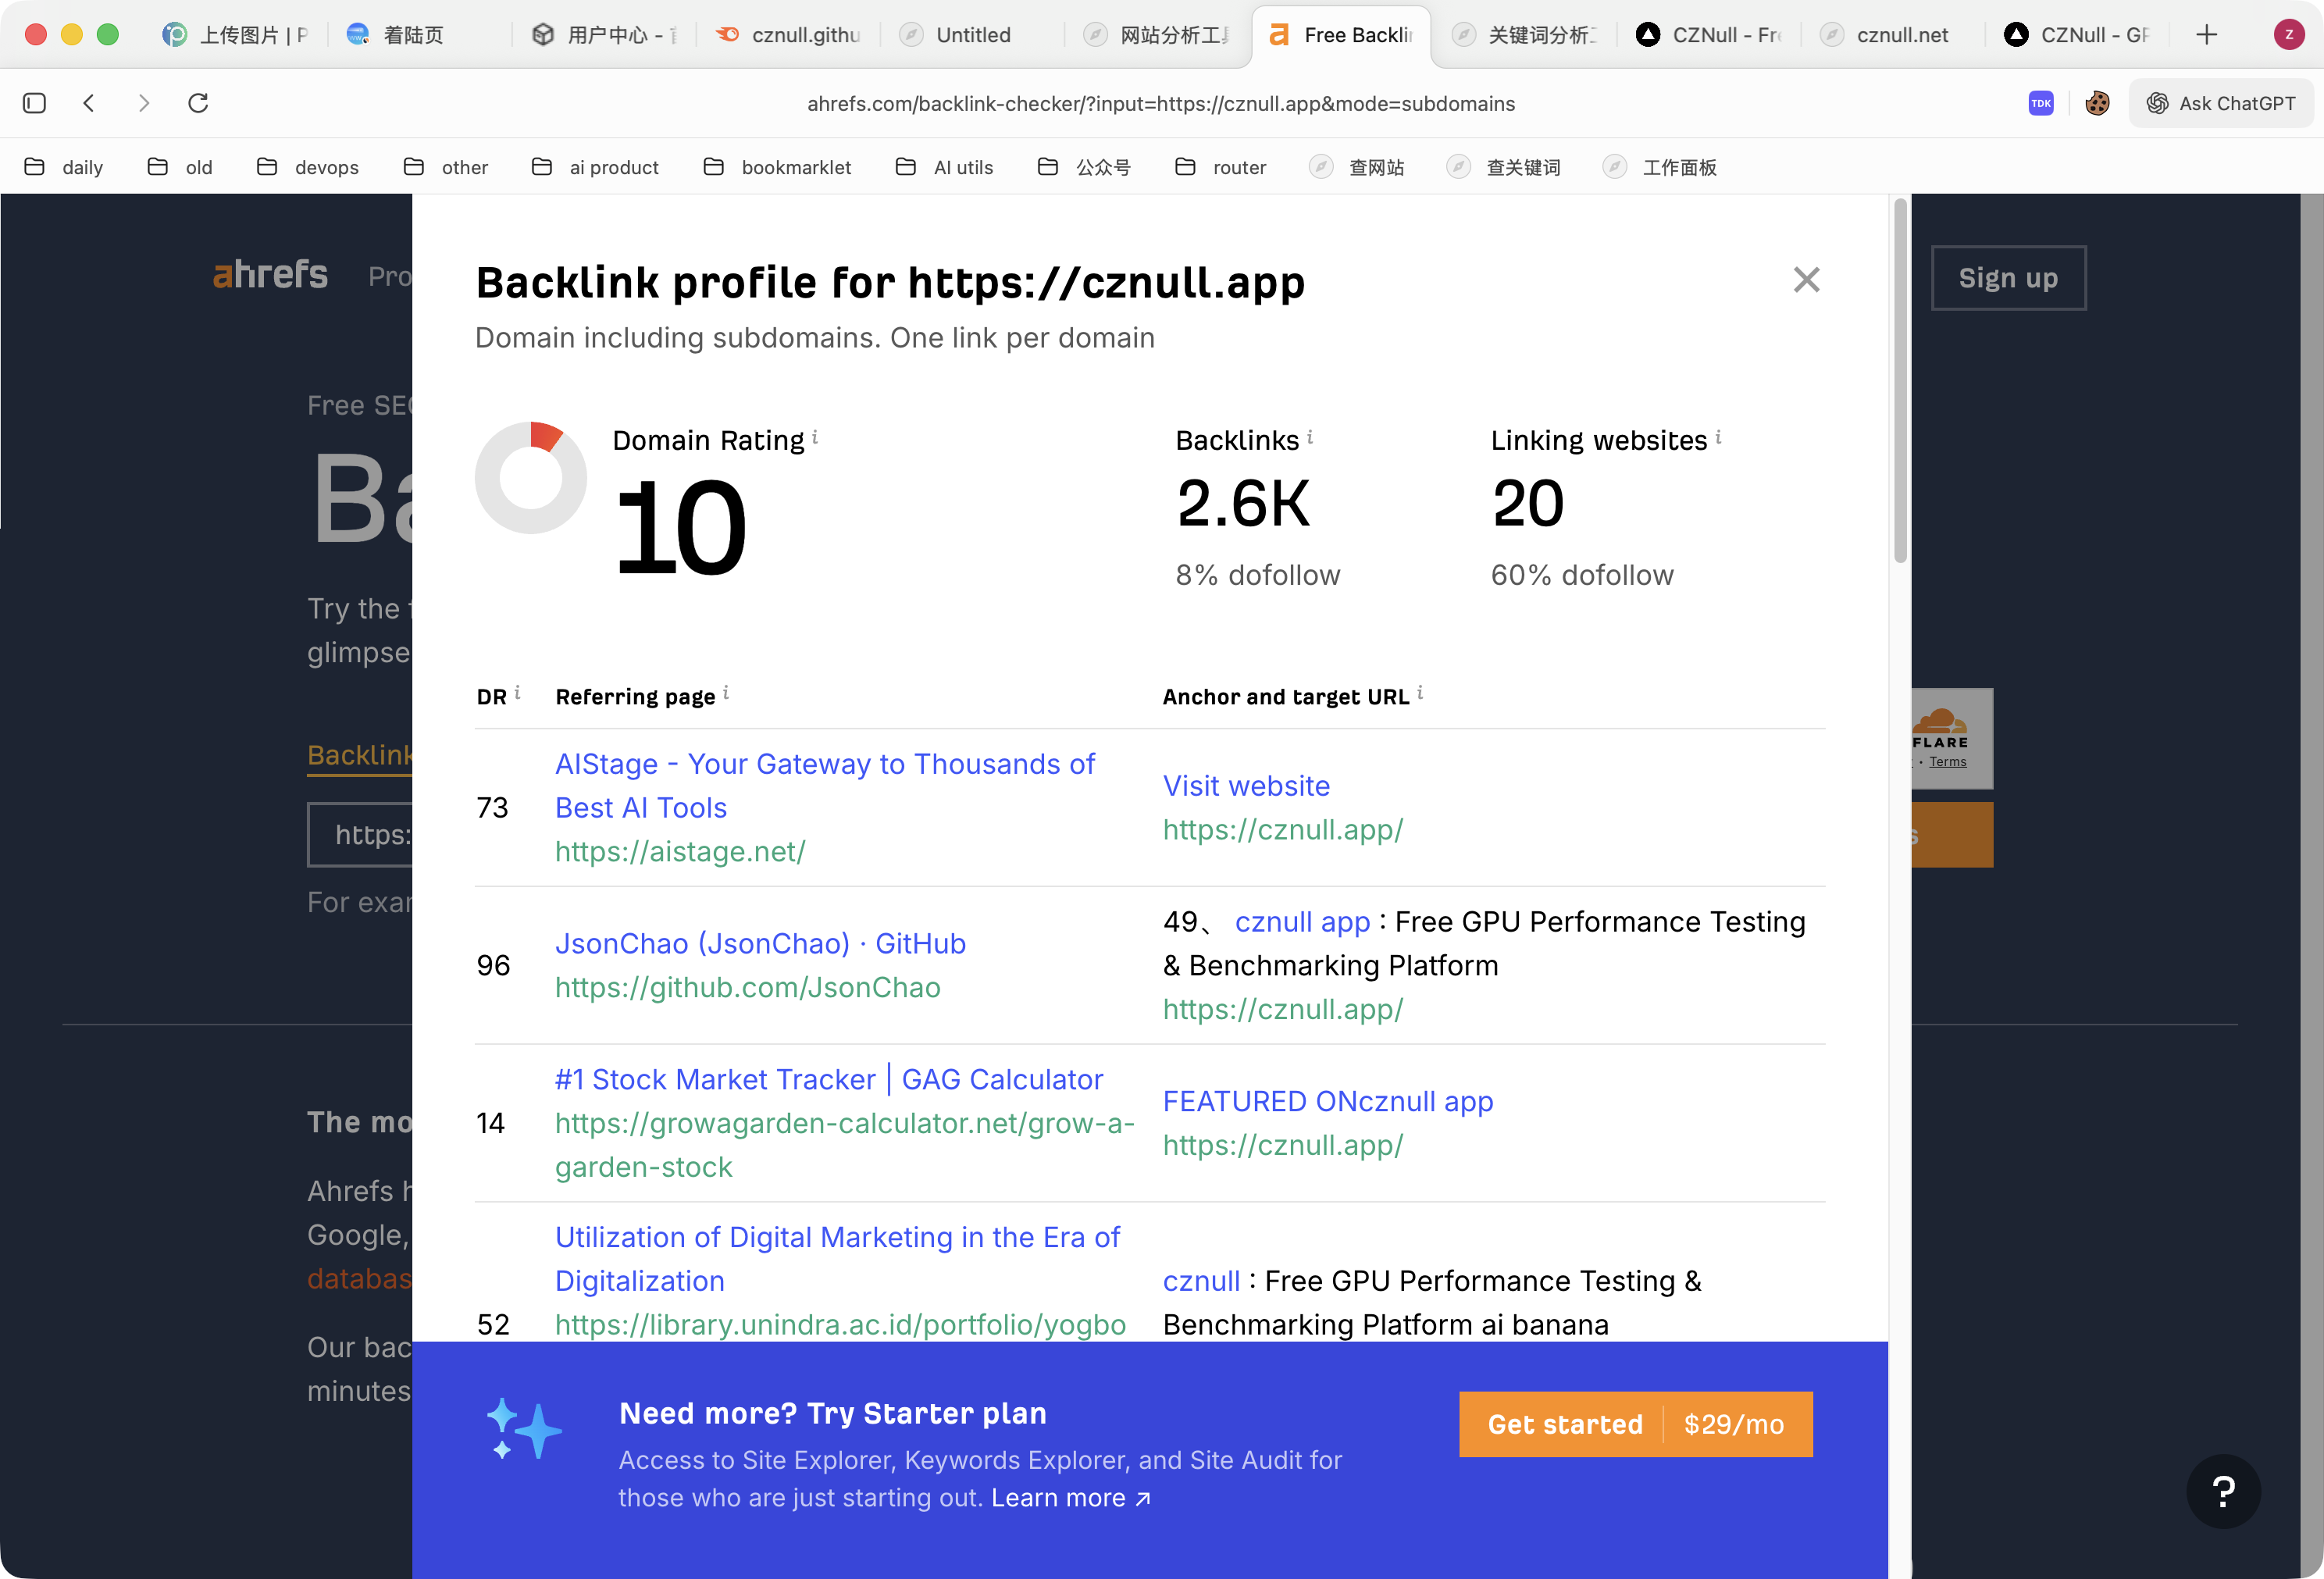 上传图片 | P
着陆页
用户中心 -
cznull.githu
Untitled
网站分析工
Free Backlin
关键词分析
CZNull - Fre
cznull.net
CZNull - GP
Z
ahrefs.com/backlink-checker/?input=https://cznull.app&mode=subdomains
TDK
Ask ChatGPT
daily
old
devops
other
ai product
bookmarklet
AI utils
公众号
router
查网站
查关键词
工作面板
ahrefs
Pro
Sign up
Backlink profile for https://cznull.app
Domain including subdomains. One link per domain
Free SEO
Ba
Domain Rating i
10
Backlinks i
2.6K
8% dofollow
Linking websites i
20
60% dofollow
Try the f
glimpse
DR i
Referring page i
Anchor and target URL i
Backlink
https:
For exam
FLARE
• Terms
s
73
AIStage - Your Gateway to Thousands of
Best AI Tools
https://aistage.net/
Visit website
https://cznull.app/
96
JsonChao (JsonChao) · GitHub
https://github.com/JsonChao
49、 cznull app : Free GPU Performance Testing
& Benchmarking Platform
https://cznull.app/
14
#1 Stock Market Tracker | GAG Calculator
https://growagarden-calculator.net/grow-a-
garden-stock
FEATURED ONcznull app
https://cznull.app/
52
Utilization of Digital Marketing in the Era of
Digitalization
https://library.unindra.ac.id/portfolio/yogbo
cznull : Free GPU Performance Testing &
Benchmarking Platform ai banana
The mo
Ahrefs h
Google,
databas
Our bac
minutes
Need more? Try Starter plan
Access to Site Explorer, Keywords Explorer, and Site Audit for
those who are just starting out. Learn more ↗
Get started
$29/mo
?